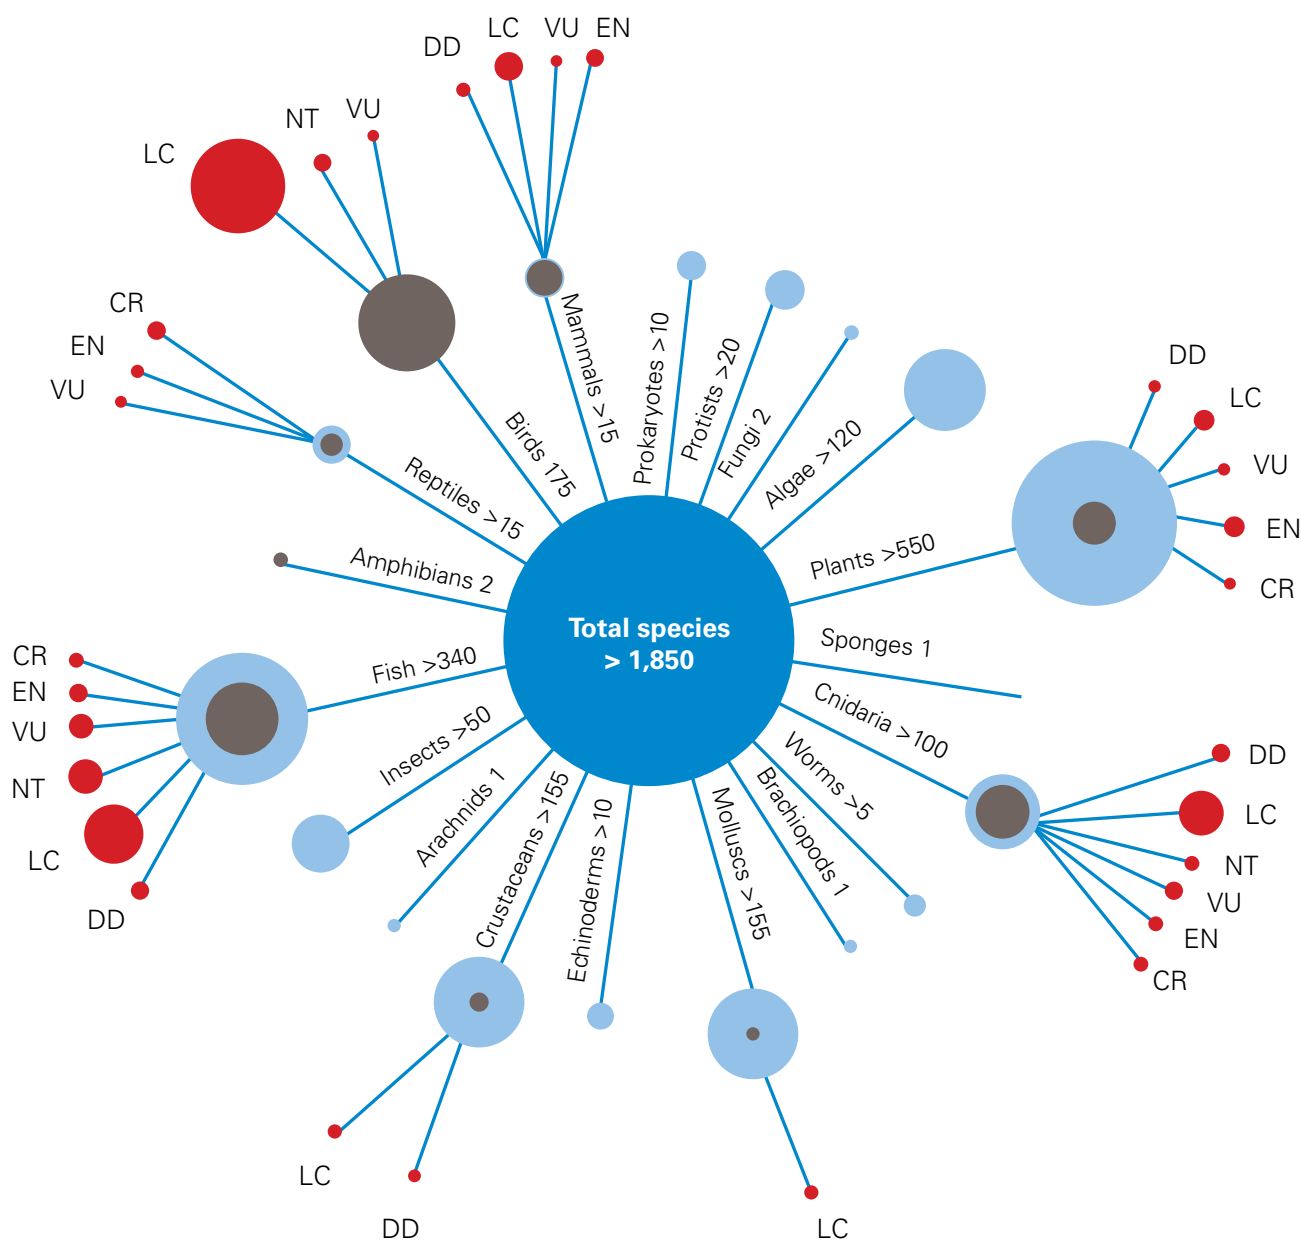 DD
LC
VU
EN
LC
NT
VU
CR
EN
VU
Mammals >15
Birds 175
Reptiles >15
Amphibians 2
Prokaryotes >10
Protists >20
Fungi 2
Algae >120
Plants >550
DD
LC
VU
EN
CR
Total species
> 1,850
Sponges 1
Cnidaria >100
Worms >5
Brachiopods 1
Molluscs >155
Echinoderms >10
Crustaceans >155
Arachnids 1
Insects >50
Fish >340
CR
EN
VU
NT
LC
DD
DD
LC
NT
VU
EN
CR
LC
DD
LC